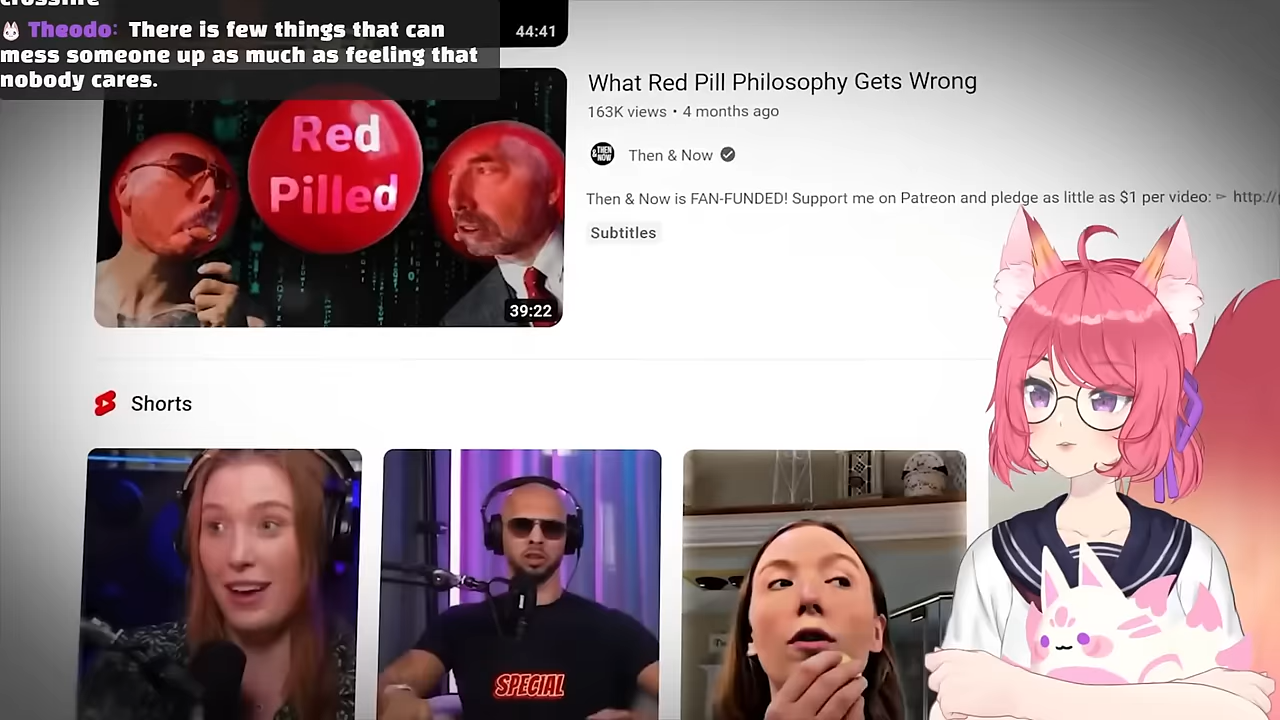 crossfire
Theodo: There is few things that can
mess someone up as much as feeling that
nobody cares.
44:41
Red
Pilled
39:22
What Red Pill Philosophy Gets Wrong
163K views • 4 months ago
&THEN
NOW
Then & Now
Then & Now is FAN-FUNDED! Support me on Patreon and pledge as little as $1 per video: ► http://
Subtitles
Shorts
SPECIAL